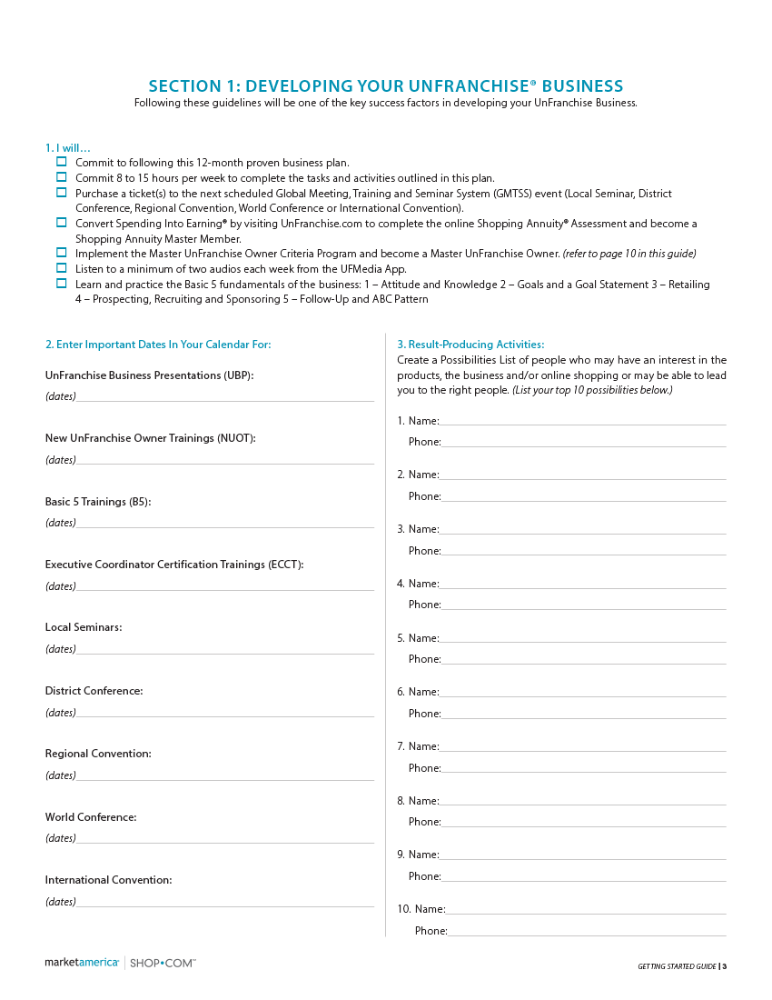 SECTION 1: DEVELOPING YOUR UNFRANCHISE® BUSINESS
Following these guidelines will be one of the key success factors in developing your UnFranchise Business.
1. I will…
Commit to following this 12-month proven business plan.
Commit 8 to 15 hours per week to complete the tasks and activities outlined in this plan.
Purchase a ticket(s) to the next scheduled Global Meeting, Training and Seminar System (GMTSS) event (Local Seminar, District
Conference, Regional Convention, World Conference or International Convention).
Convert Spending Into Earning® by visiting UnFranchise.com to complete the online Shopping Annuity® Assessment and become a
Shopping Annuity Master Member.
Implement the Master UnFranchise Owner Criteria Program and become a Master UnFranchise Owner. (refer to page 10 in this guide)
Listen to a minimum of two audios each week from the UFMedia App.
Learn and practice the Basic 5 fundamentals of the business: 1 – Attitude and Knowledge 2 – Goals and a Goal Statement 3 – Retailing
4 – Prospecting, Recruiting and Sponsoring 5 – Follow-Up and ABC Pattern
2. Enter Important Dates In Your Calendar For:
UnFranchise Business Presentations (UBP):
(dates)
New UnFranchise Owner Trainings (NUOT):
(dates)
Basic 5 Trainings (B5):
(dates)
Executive Coordinator Certification Trainings (ECCT):
(dates)
Local Seminars:
(dates)
District Conference:
(dates)
Regional Convention:
(dates)
World Conference:
(dates)
International Convention:
(dates)
3. Result-Producing Activities:
Create a Possibilities List of people who may have an interest in the
products, the business and/or online shopping or may be able to lead
you to the right people. (List your top 10 possibilities below.)
1. Name:
Phone:
2. Name:
Phone:
3. Name:
Phone:
4. Name:
Phone:
5. Name:
Phone:
6. Name:
Phone:
7. Name:
Phone:
8. Name:
Phone:
9. Name:
Phone:
10. Name:
Phone:
marketamerica® | SHOP•COM™
GETTING STARTED GUIDE | 3